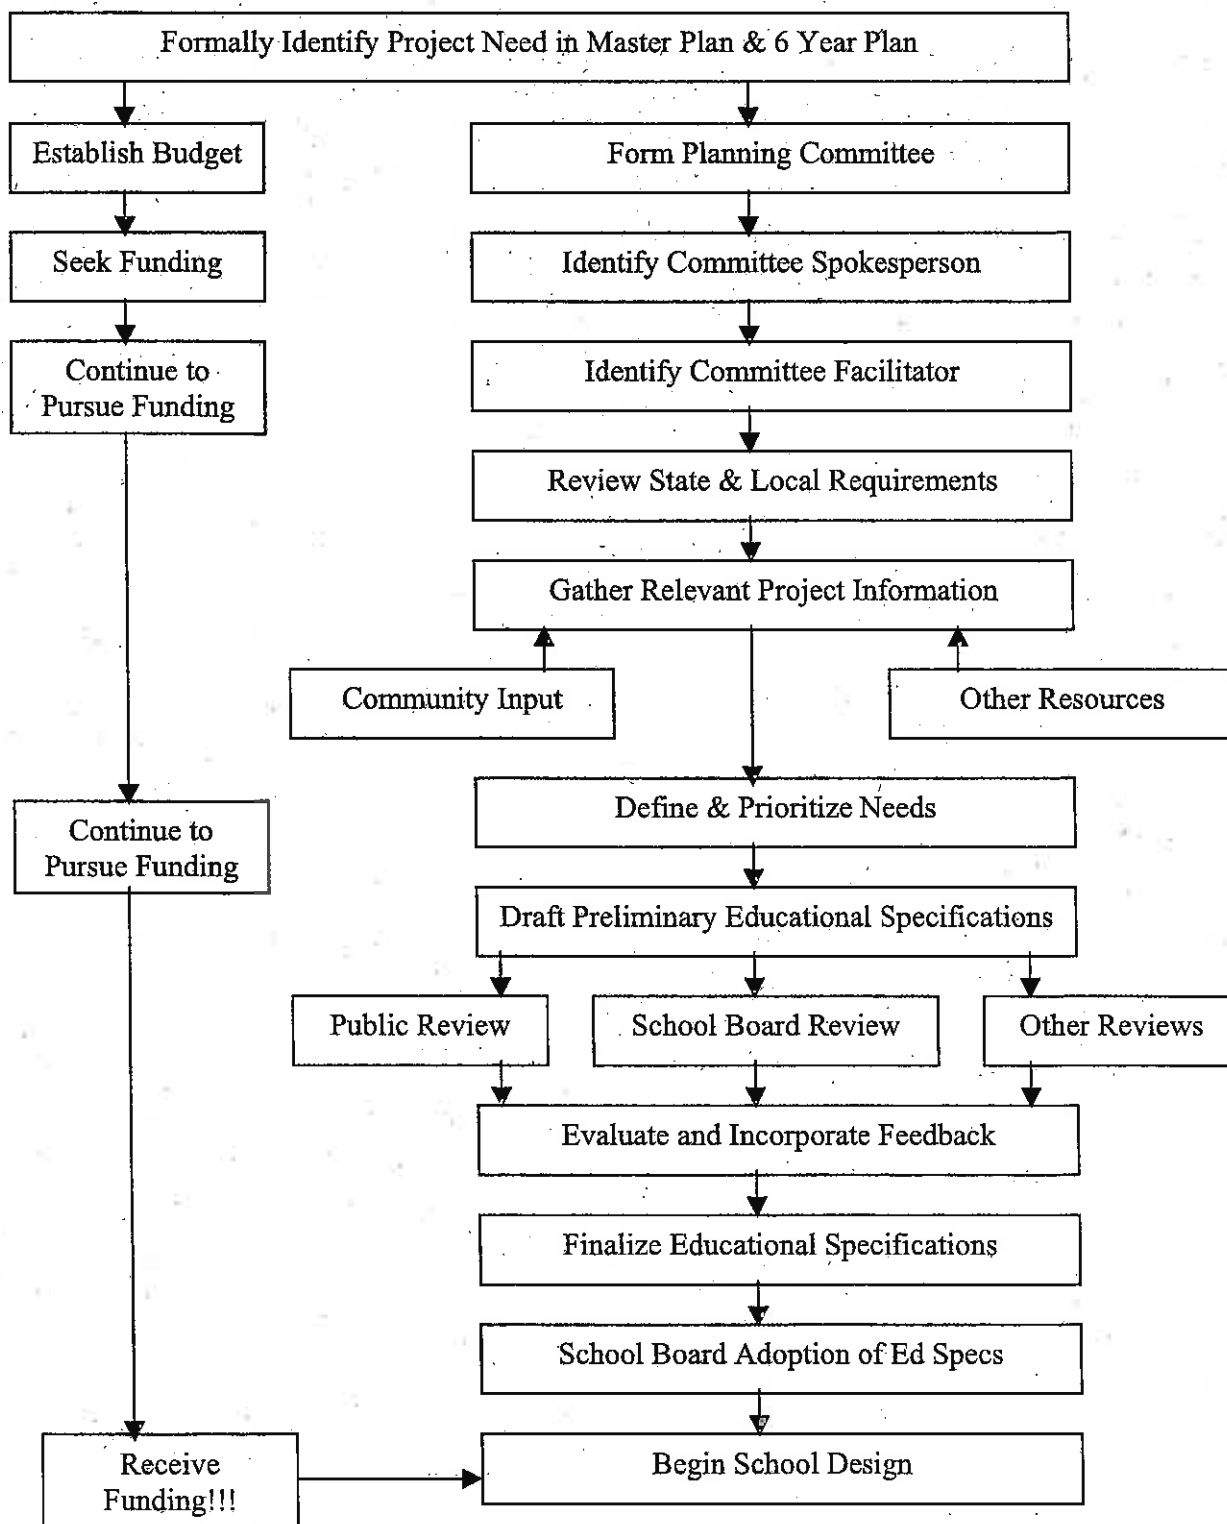 Formally Identify Project Need in Master Plan & 6 Year Plan
Establish Budget
Form Planning Committee
Seek Funding
Identify Committee Spokesperson
Continue to
Pursue Funding
Identify Committee Facilitator
Review State & Local Requirements
Gather Relevant Project Information
Community Input
Other Resources
Define & Prioritize Needs
Continue to
Pursue Funding
Draft Preliminary Educational Specifications
Public Review
School Board Review
Other Reviews
Evaluate and Incorporate Feedback
Finalize Educational Specifications
School Board Adoption of Ed Specs
Receive
Funding!!!
Begin School Design